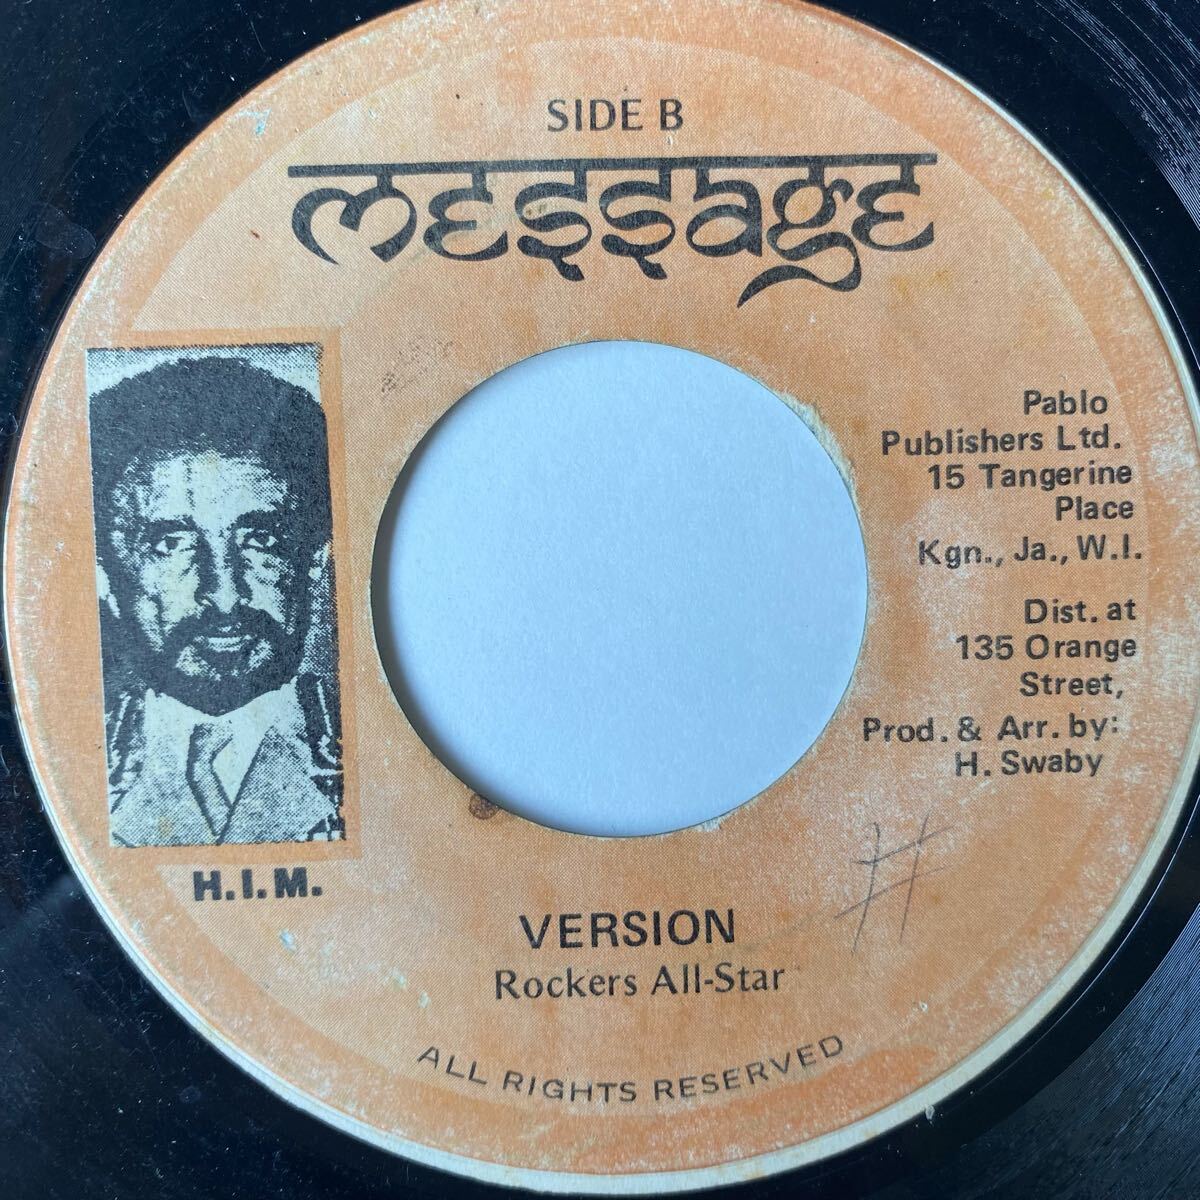 SIDE B
MESSAGE
Pablo
Publishers Ltd.
15 Tangerine
Place
Kgn., Ja., W.I.
Dist. at
135 Orange
Street,
Prod. & Arr. by:
H. Swaby
H.I.M.
VERSION
Rockers All-Star
ALL RIGHTS RESERVED